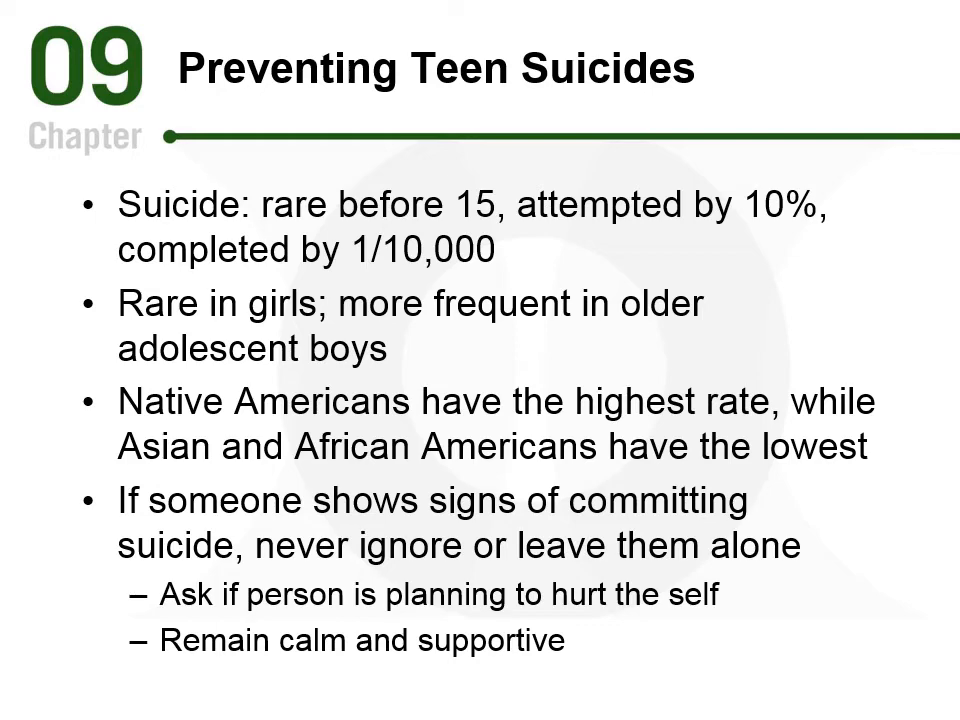 09
Chapter
Preventing Teen Suicides
• Suicide: rare before 15, attempted by 10%,
completed by 1/10,000
• Rare in girls; more frequent in older
adolescent boys
• Native Americans have the highest rate, while
Asian and African Americans have the lowest
• If someone shows signs of committing
suicide, never ignore or leave them alone
– Ask if person is planning to hurt the self
– Remain calm and supportive